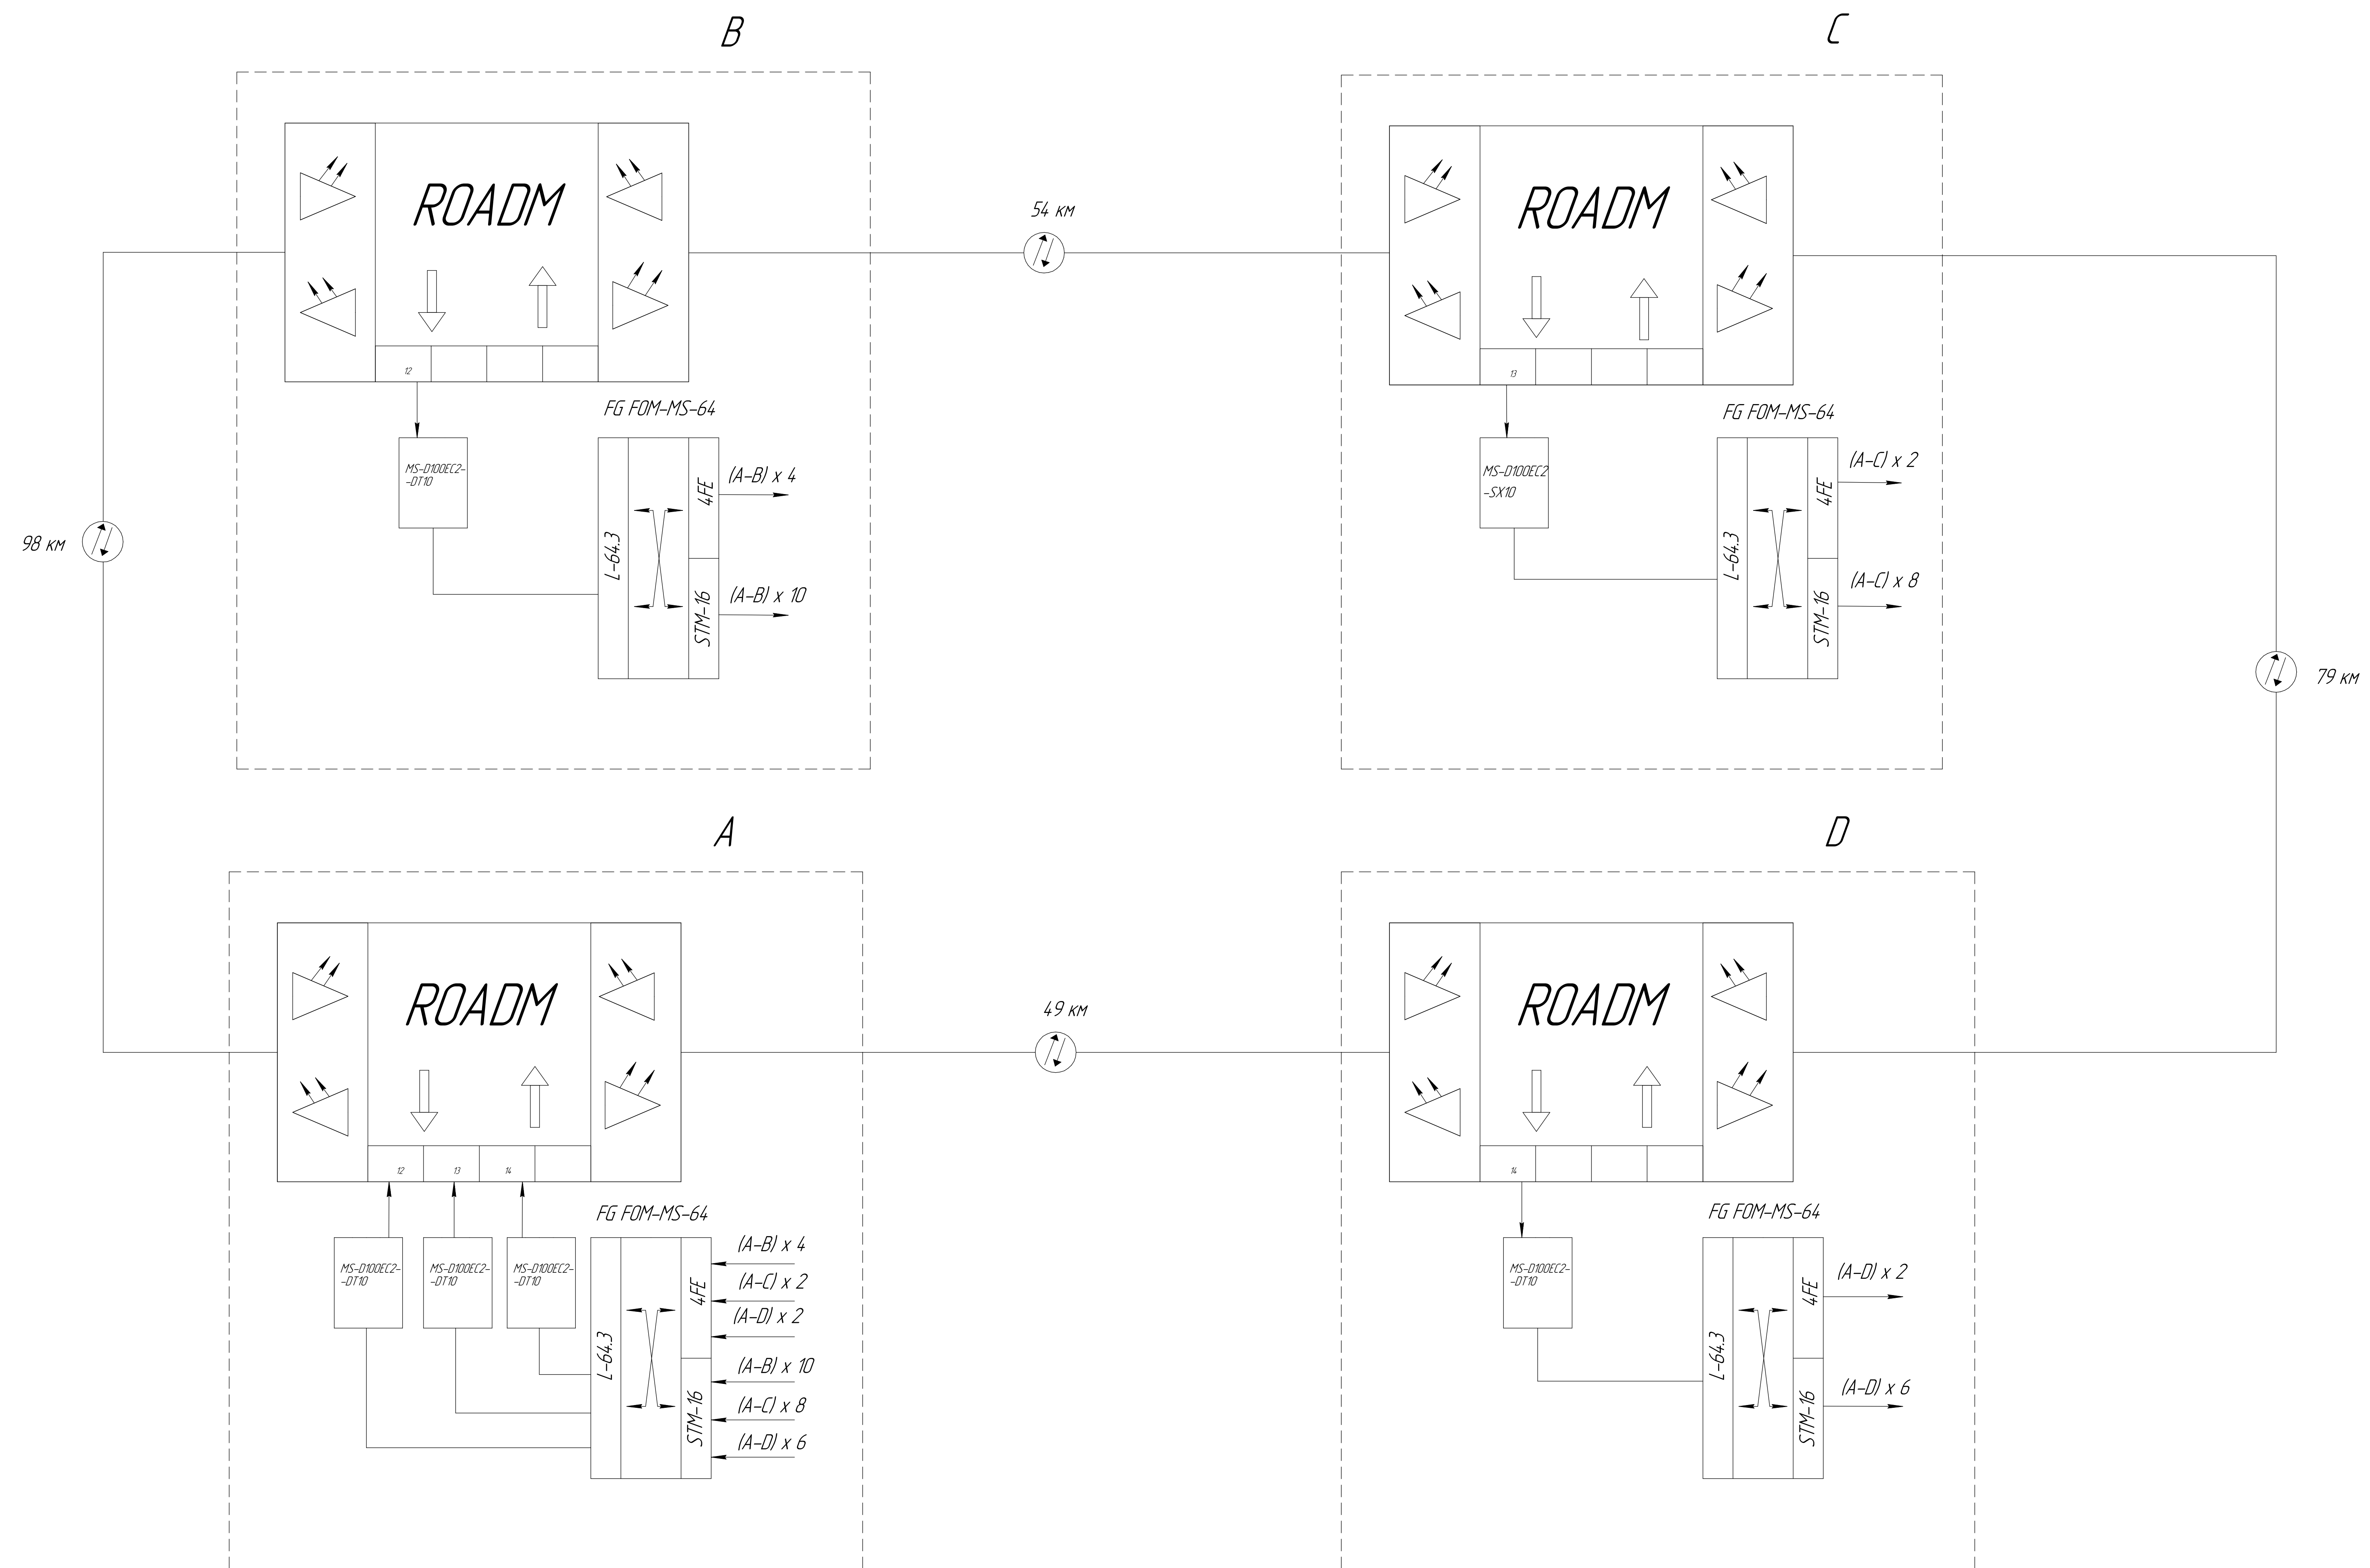 B
ROADM
12
FG FOM-MS-64
MS-D100EC2-
-DT10
L-64.3
4FE
STM-16
(A-B) x 4
(A-B) x 10
54 км
C
ROADM
13
FG FOM-MS-64
MS-D100EC2
-SX10
L-64.3
4FE
STM-16
(A-C) x 2
(A-C) x 8
98 км
79 км
A
ROADM
12
13
14
FG FOM-MS-64
MS-D100EC2-
-DT10
MS-D100EC2-
-DT10
MS-D100EC2-
-DT10
L-64.3
4FE
STM-16
(A-B) x 4
(A-C) x 2
(A-D) x 2
(A-B) x 10
(A-C) x 8
(A-D) x 6
49 км
D
ROADM
14
FG FOM-MS-64
MS-D100EC2-
-DT10
L-64.3
4FE
STM-16
(A-D) x 2
(A-D) x 6